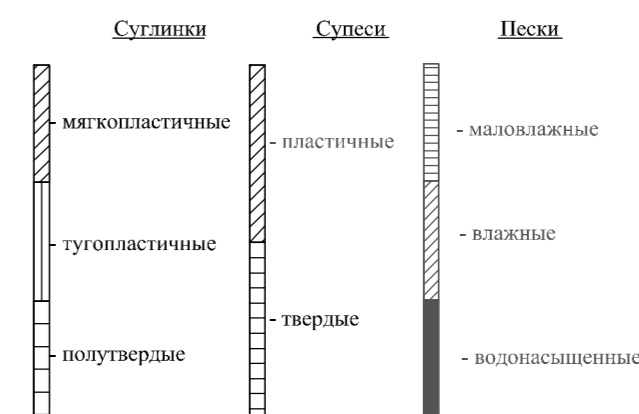 Суглинки Супеси Пески
- мягкопластичные
- тугопластичные
- полутвердые
- пластичные
- твердые
- маловлажные
- влажные
- водонасыщенные